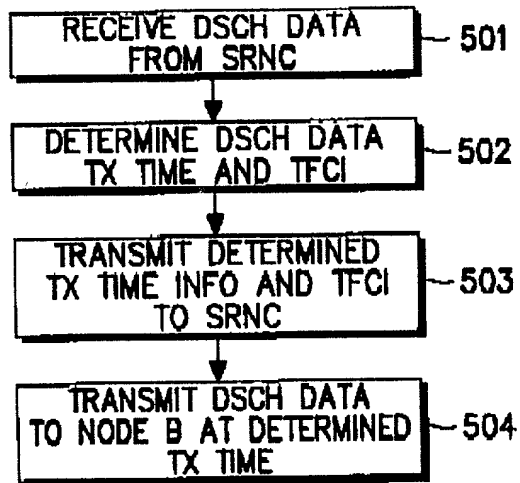 RECEIVE DSCH DATA
FROM SRNC
501
DETERMINE DSCH DATA
TX TIME AND TFCI
502
TRANSMIT DETERMINED
TX TIME INFO AND TFCI
TO SRNC
503
TRANSMIT DSCH DATA
TO NODE B AT DETERMINED
TX TIME
504